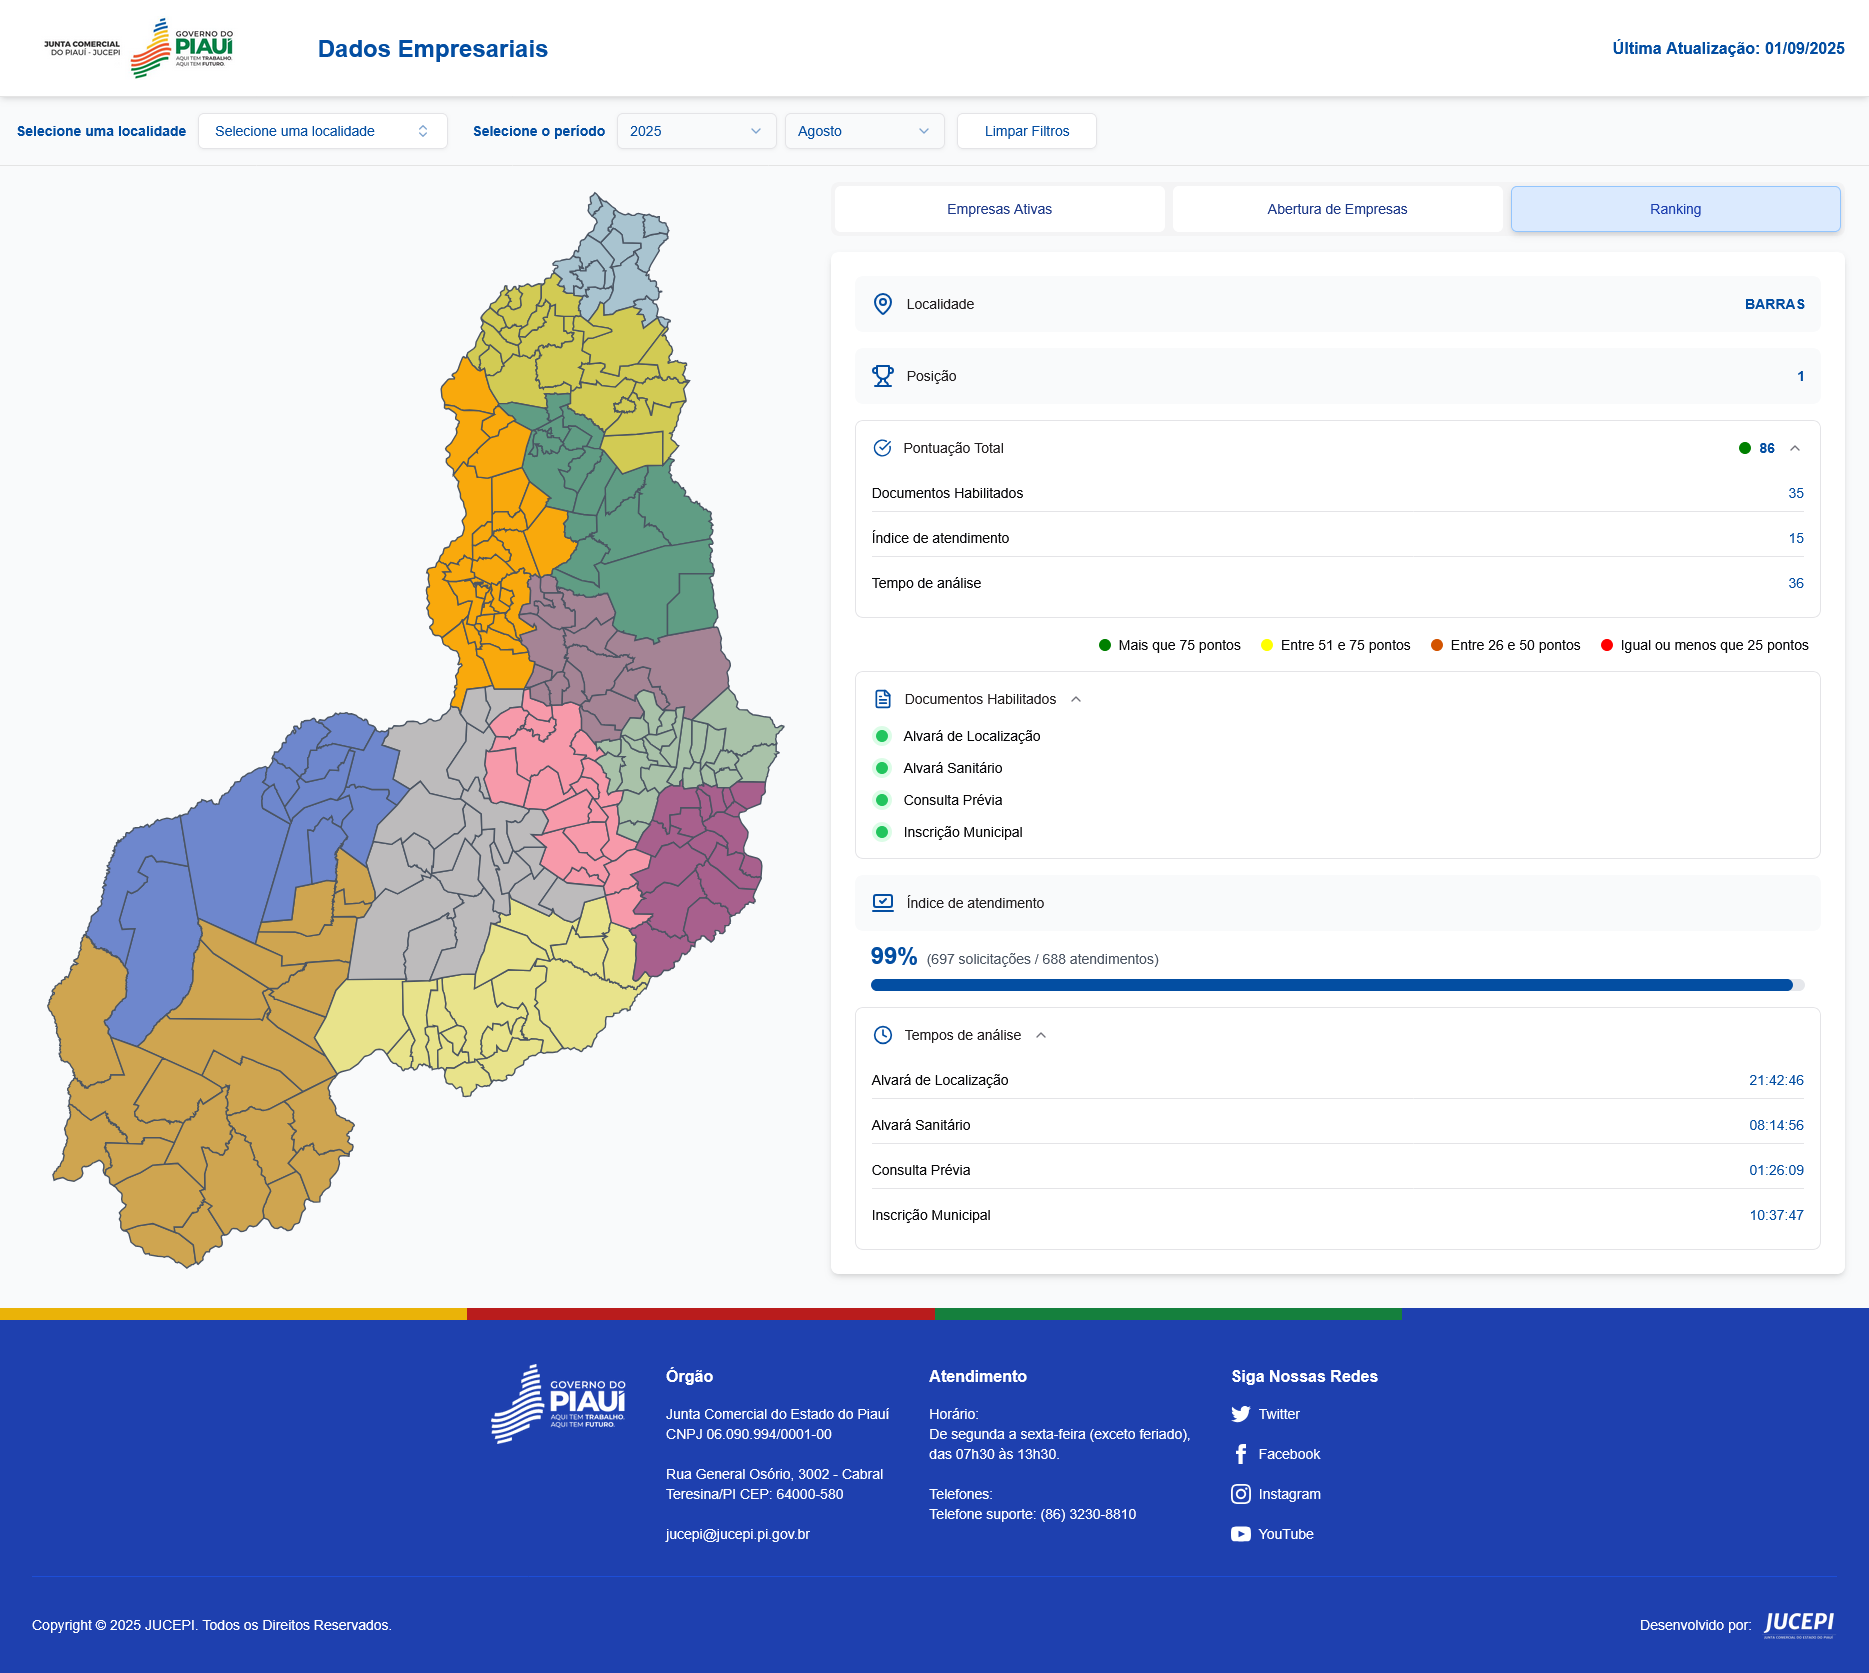 JUNTA COMERCIAL
DO PIAUÍ - JUCEPI
GOVERNO DO
PIAUÍ
AQUI TEM TRABALHO.
AQUI TEM FUTURO.
Dados Empresariais
Última Atualização: 01/09/2025
Selecione uma localidade
Selecione uma localidade
Selecione o período
2025
Agosto
Limpar Filtros
Empresas Ativas
Abertura de Empresas
Ranking
Localidade
BARRAS
Posição
1
Pontuação Total
86
Documentos Habilitados
35
Índice de atendimento
15
Tempo de análise
36
Mais que 75 pontos
Entre 51 e 75 pontos
Entre 26 e 50 pontos
Igual ou menos que 25 pontos
Documentos Habilitados
Alvará de Localização
Alvará Sanitário
Consulta Prévia
Inscrição Municipal
Índice de atendimento
99% (697 solicitações / 688 atendimentos)
Tempos de análise
Alvará de Localização
21:42:46
Alvará Sanitário
08:14:56
Consulta Prévia
01:26:09
Inscrição Municipal
10:37:47
GOVERNO DO
PIAUÍ
AQUI TEM TRABALHO.
AQUI TEM FUTURO.
Órgão
Junta Comercial do Estado do Piauí
CNPJ 06.090.994/0001-00
Rua General Osório, 3002 - Cabral
Teresina/PI CEP: 64000-580
jucepi@jucepi.pi.gov.br
Atendimento
Horário:
De segunda a sexta-feira (exceto feriado),
das 07h30 às 13h30.
Telefones:
Telefone suporte: (86) 3230-8810
Siga Nossas Redes
Twitter
Facebook
Instagram
YouTube
Copyright © 2025 JUCEPI. Todos os Direitos Reservados.
Desenvolvido por:
JUCEPI
JUNTA COMERCIAL DO ESTADO DO PIAUÍ